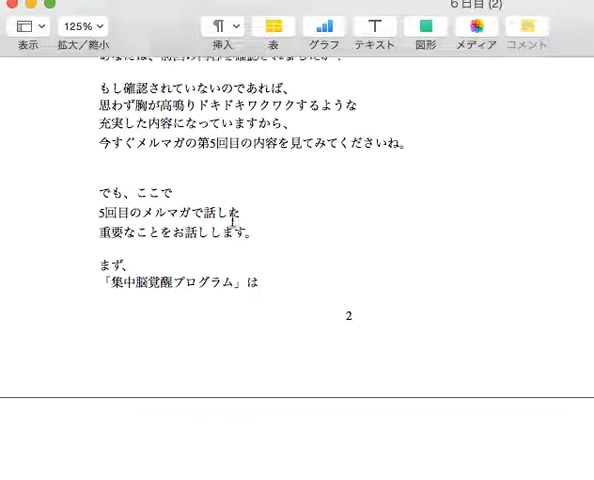 6日目 (2)
125%
表示
拡大／縮小
挿入
表
グラフ
テキスト
図形
メディア
コメント
もし確認されていないのであれば、
思わず胸が高鳴りドキドキワクワクするような
充実した内容になっていますから、
今すぐメルマガの第5回目の内容を見てみてくださいね。
でも、ここで
5回目のメルマガで話した
重要なことをお話しします。
まず、
「集中脳覚醒プログラム」は
2